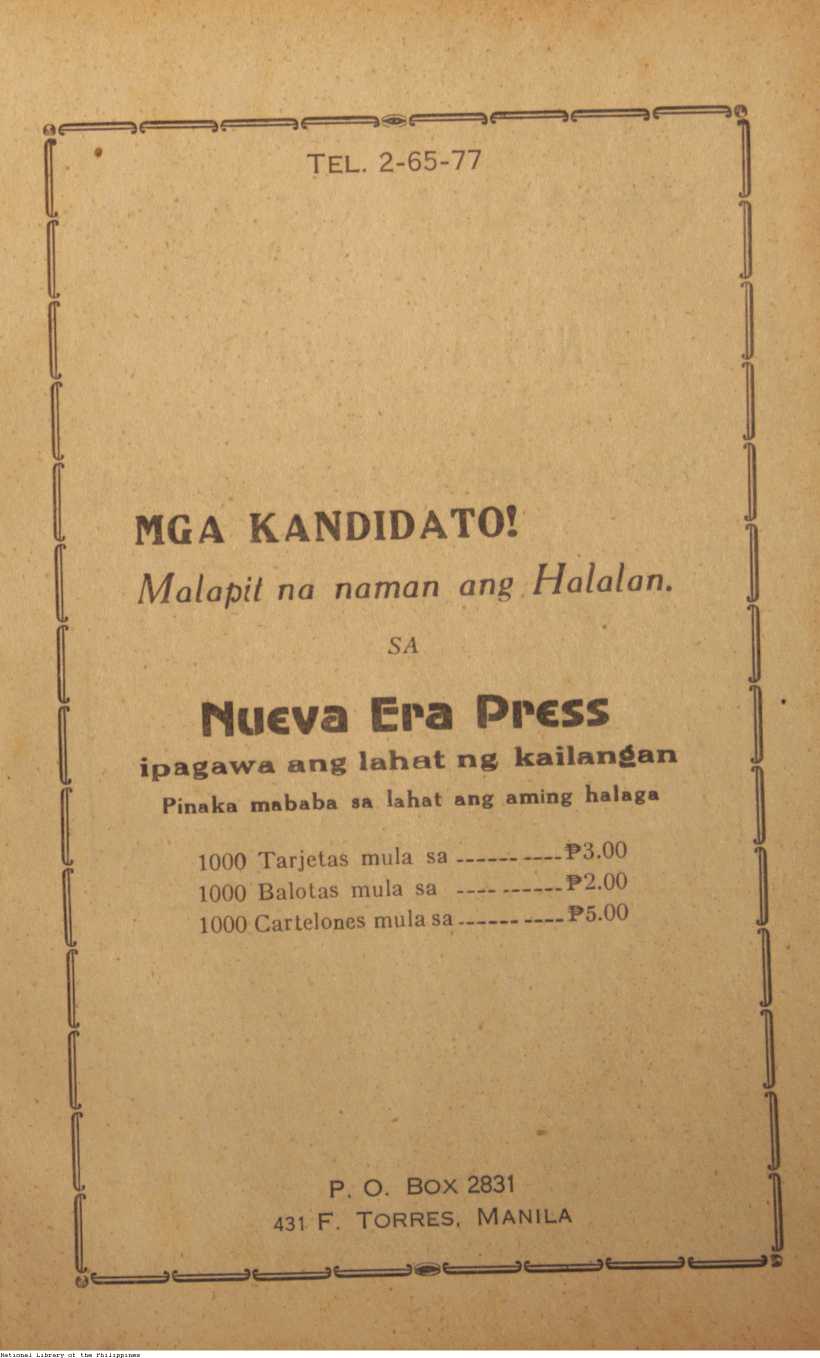 TEL. 2-65-77
MGA KANDIDATO!
Malapit na naman ang Halalan.
SA
Nueva Era Press
ipagawa ang lahat ng kailangan
Pinaka mababa sa lahat ang aming halaga
1000 Tarjetas mula sa ------ ----₱3.00
1000 Balotas mula sa ---- ------₱2.00
1000 Cartelones mula sa ------ ----₱5.00
P. O. BOX 2831
431 F. TORRES, MANILA
National Library of the Philippines